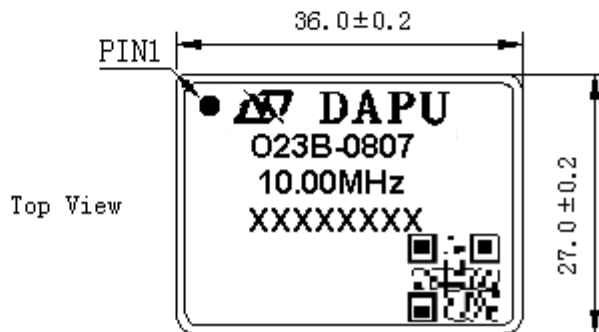 36.0±0.2
PIN1
DAPU
O23B-0807
10.00MHz
XXXXXXXX
Top View
27.0±0.2